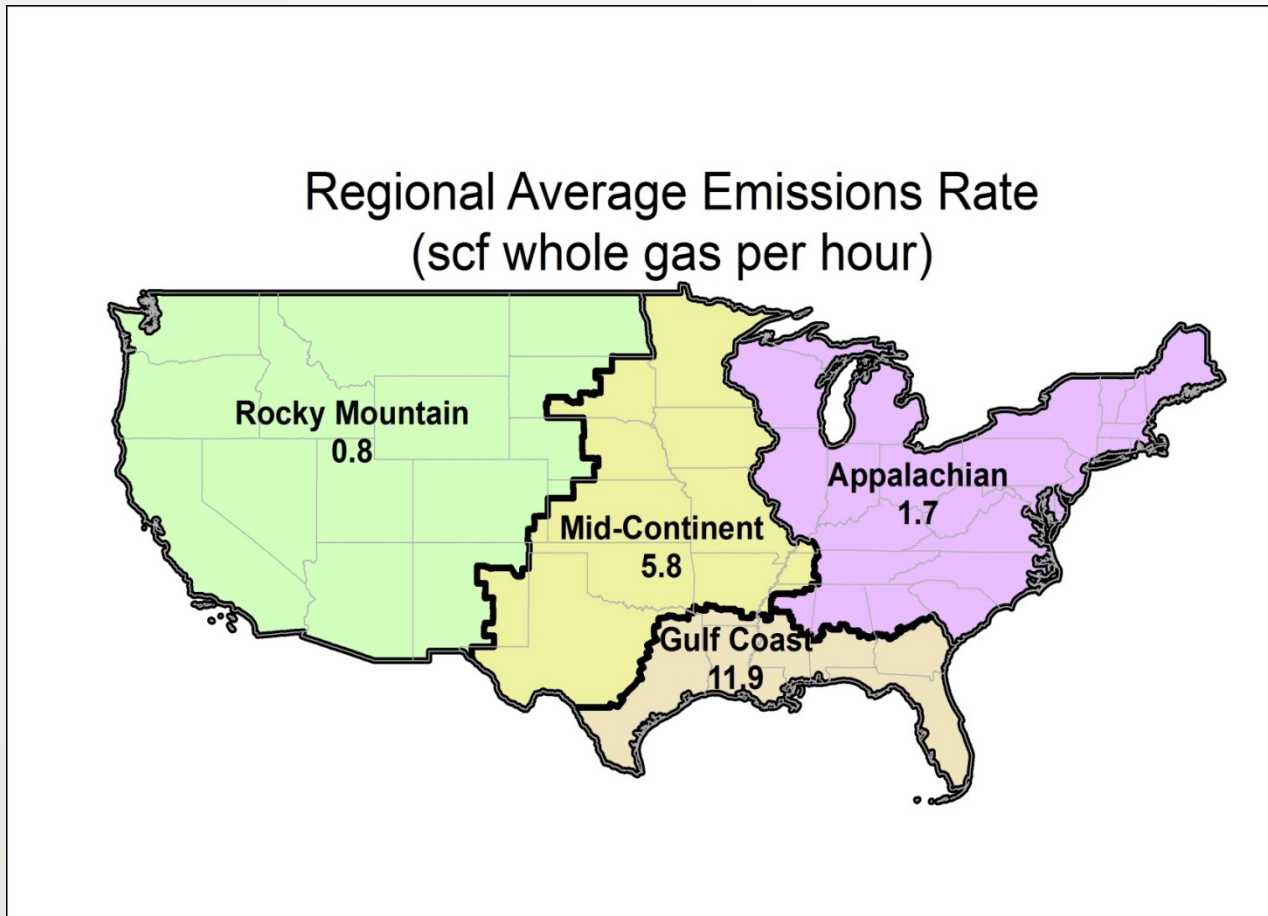 Regional Average Emissions Rate
(scf whole gas per hour)
Rocky Mountain
0.8
Appalachian
1.7
Mid-Continent
5.8
Gulf Coast
11.9